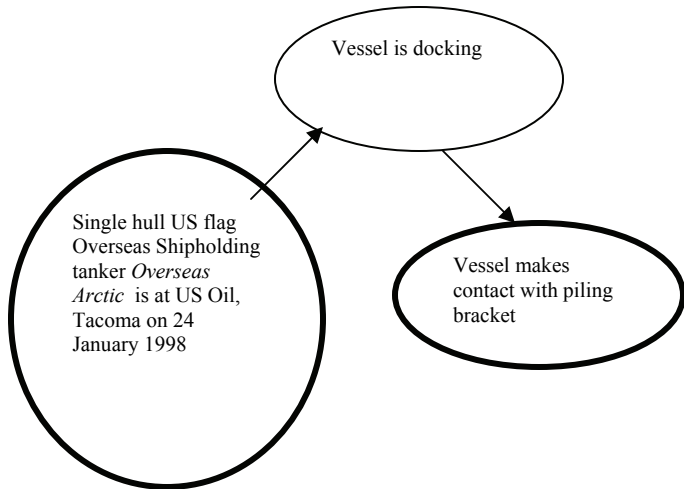 Vessel is docking
Single hull US flag
Overseas Shipholding
tanker Overseas
Arctic is at US Oil,
Tacoma on 24
January 1998
Vessel makes
contact with piling
bracket